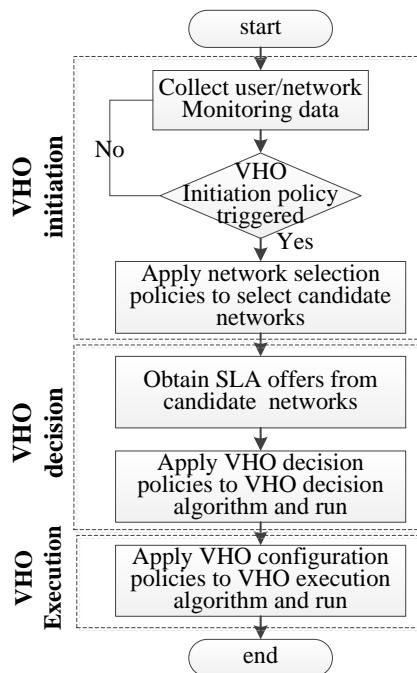 start
VHO
initiation
Collect user/network
Monitoring data
No
VHO
Initiation policy
triggered
Yes
Apply network selection
policies to select candidate
networks
VHO
decision
Obtain SLA offers from
candidate networks
Apply VHO decision
policies to VHO decision
algorithm and run
VHO
Execution
Apply VHO configuration
policies to VHO execution
algorithm and run
end